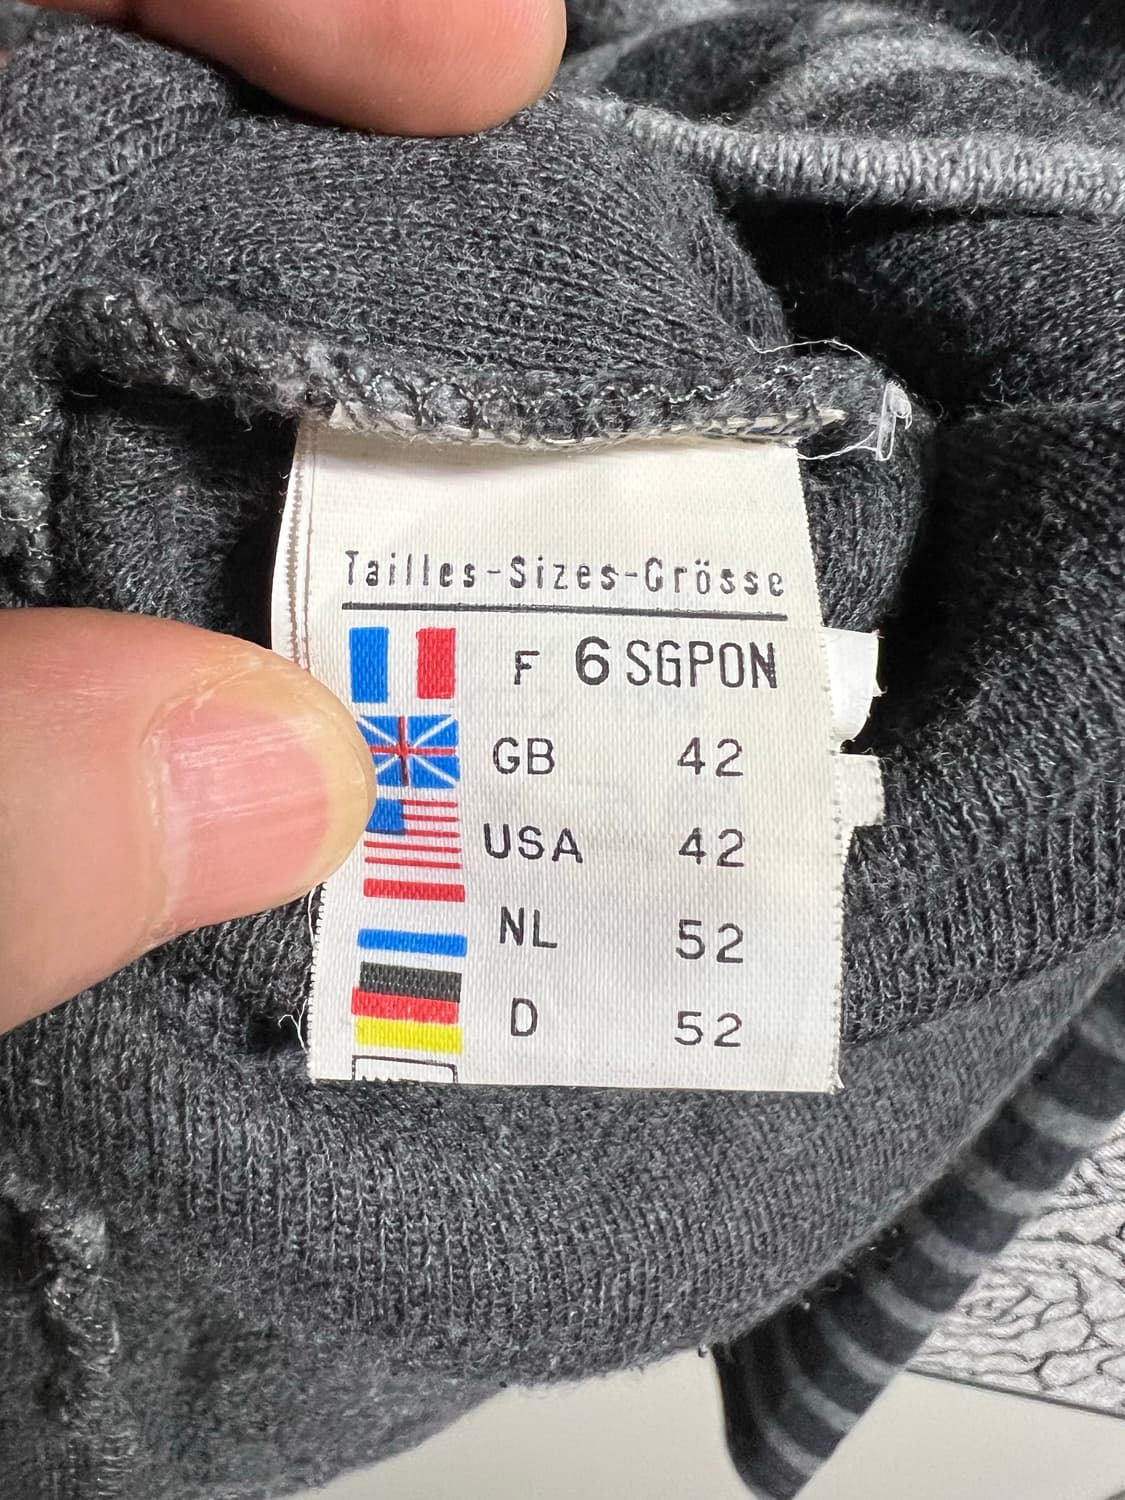 Tailles-Sizes-Grösse
F 6 SGPON
GB 42
USA 42
NL 52
D 52